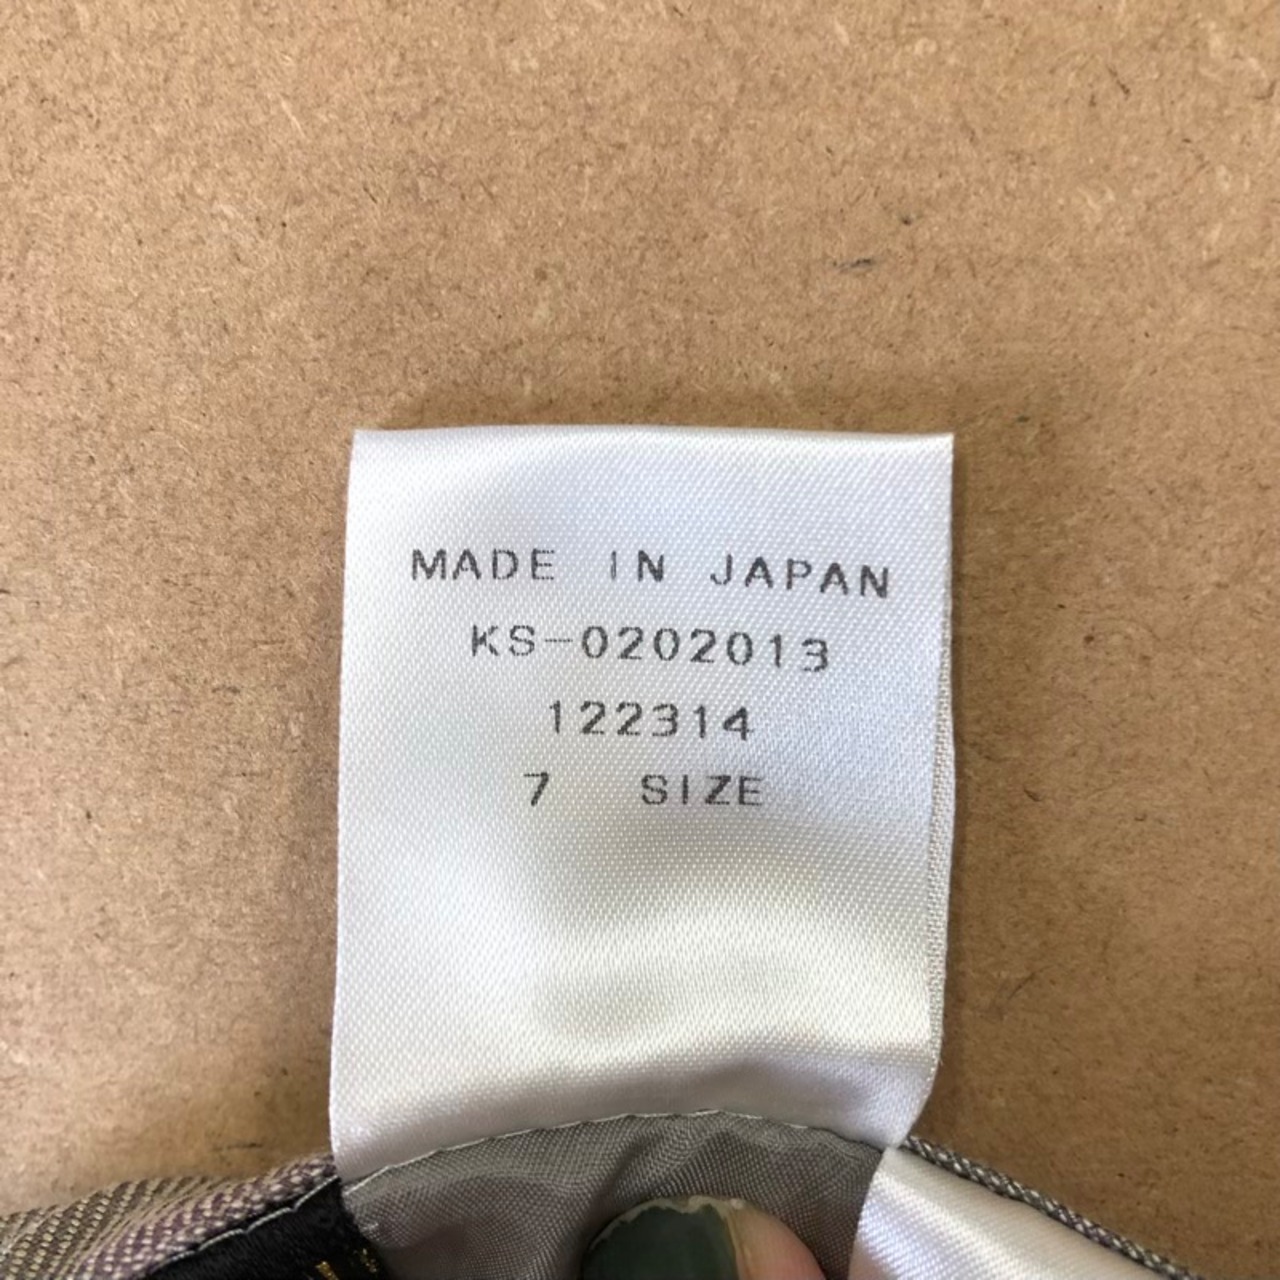 MADE IN JAPAN
KS-0202013
122314
7 SIZE